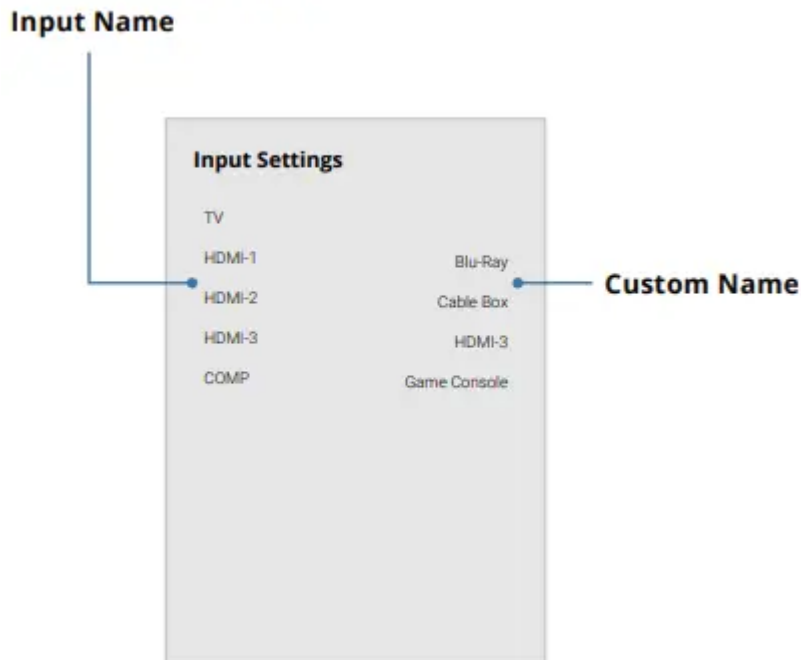 Input Name
Input Settings
TV
HDMI-1 Blu-Ray
Custom Name
HDMI-2 Cable Box
HDMI-3 HDMI-3
COMP Game Console